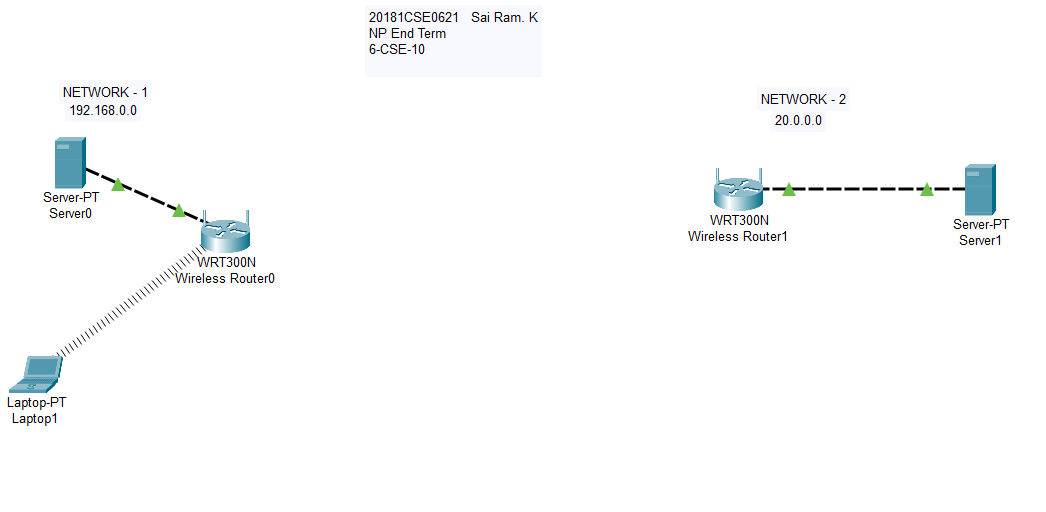 20181CSE0621 Sai Ram. K
NP End Term
6-CSE-10
NETWORK - 1
192.168.0.0
Server-PT
Server0
WRT300N
Wireless Router0
Laptop-PT
Laptop1
NETWORK - 2
20.0.0.0
WRT300N
Wireless Router1
Server-PT
Server1